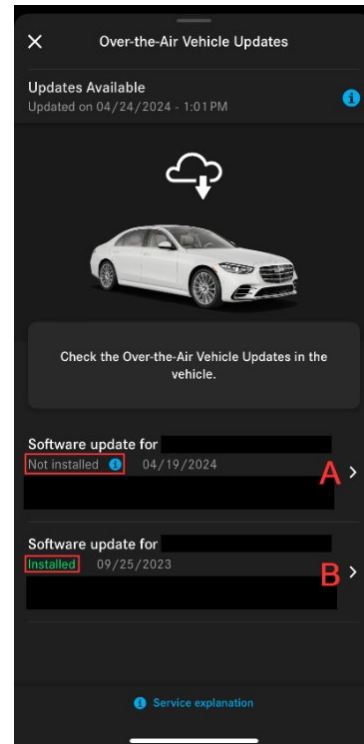 Over-the-Air Vehicle Updates
Updates Available
Updated on 04/24/2024 - 1:01 PM
Check the Over-the-Air Vehicle Updates in the
vehicle.
Software update for
Not installed 04/19/2024
A
Software update for
Installed 09/25/2023
B
Service explanation